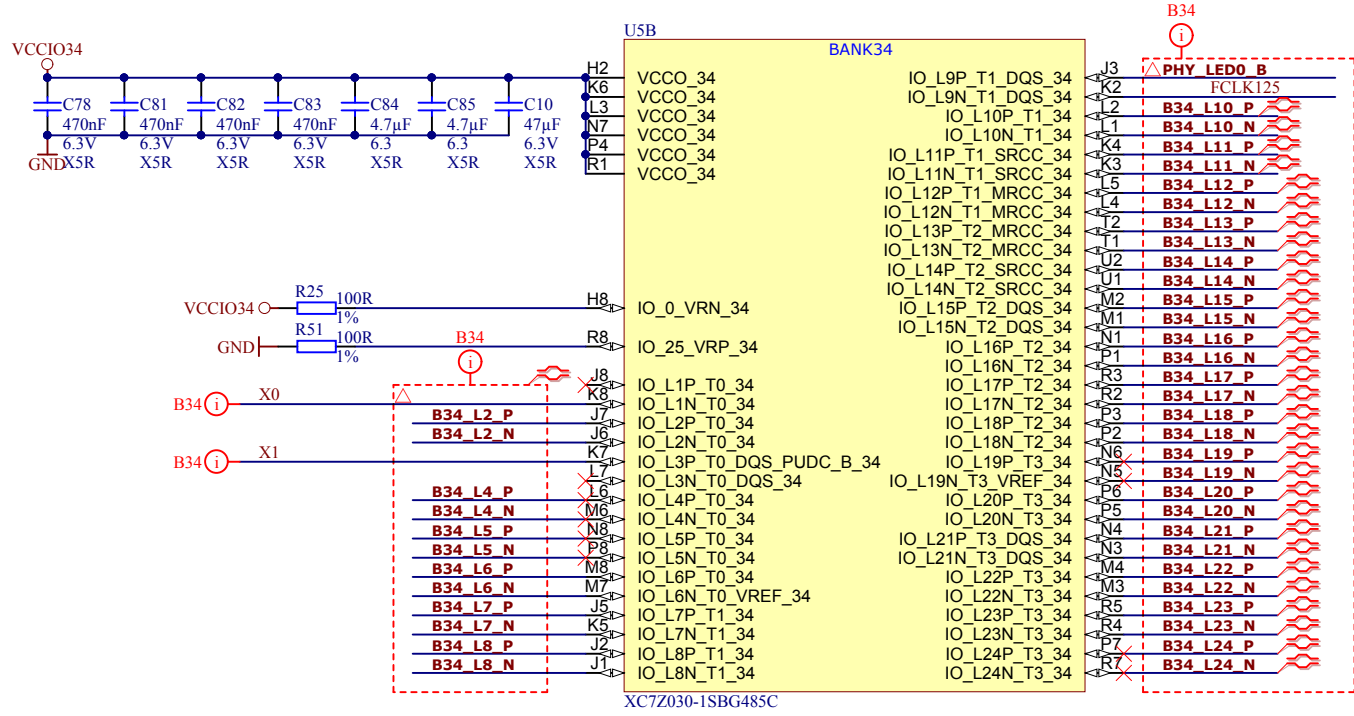 U5B
BANK34
B34
i
VCCIO34
GND
C78
470nF
6.3V
X5R
C81
470nF
6.3V
X5R
C82
470nF
6.3V
X5R
C83
470nF
6.3V
X5R
C84
4.7µF
6.3
X5R
C85
4.7µF
6.3
X5R
C10
47µF
6.3V
X5R
H2 VCCO_34
K6 VCCO_34
L3 VCCO_34
N7 VCCO_34
P4 VCCO_34
R1 VCCO_34
VCCIO34 R25 100R 1% H8 IO_0_VRN_34
GND R51 100R 1% R8 IO_25_VRP_34
B34
i
J8 IO_L1P_T0_34
B34 i X0 K8 IO_L1N_T0_34
B34_L2_P J7 IO_L2P_T0_34
B34_L2_N J6 IO_L2N_T0_34
B34 i X1 K7 IO_L3P_T0_DQS_PUDC_B_34
L7 IO_L3N_T0_DQS_34
B34_L4_P L6 IO_L4P_T0_34
B34_L4_N M6 IO_L4N_T0_34
B34_L5_P N8 IO_L5P_T0_34
B34_L5_N P8 IO_L5N_T0_34
B34_L6_P M8 IO_L6P_T0_34
B34_L6_N M7 IO_L6N_T0_VREF_34
B34_L7_P J5 IO_L7P_T1_34
B34_L7_N K5 IO_L7N_T1_34
B34_L8_P J2 IO_L8P_T1_34
B34_L8_N J1 IO_L8N_T1_34
IO_L9P_T1_DQS_34 J3 PHY_LED0_B
IO_L9N_T1_DQS_34 K2 FCLK125
IO_L10P_T1_34 L2 B34_L10_P
IO_L10N_T1_34 L1 B34_L10_N
IO_L11P_T1_SRCC_34 K4 B34_L11_P
IO_L11N_T1_SRCC_34 K3 B34_L11_N
IO_L12P_T1_MRCC_34 L5 B34_L12_P
IO_L12N_T1_MRCC_34 L4 B34_L12_N
IO_L13P_T2_MRCC_34 T2 B34_L13_P
IO_L13N_T2_MRCC_34 T1 B34_L13_N
IO_L14P_T2_SRCC_34 U2 B34_L14_P
IO_L14N_T2_SRCC_34 U1 B34_L14_N
IO_L15P_T2_DQS_34 M2 B34_L15_P
IO_L15N_T2_DQS_34 M1 B34_L15_N
IO_L16P_T2_34 N1 B34_L16_P
IO_L16N_T2_34 P1 B34_L16_N
IO_L17P_T2_34 R3 B34_L17_P
IO_L17N_T2_34 R2 B34_L17_N
IO_L18P_T2_34 P3 B34_L18_P
IO_L18N_T2_34 P2 B34_L18_N
IO_L19P_T3_34 N6 B34_L19_P
IO_L19N_T3_VREF_34 N5 B34_L19_N
IO_L20P_T3_34 P6 B34_L20_P
IO_L20N_T3_34 P5 B34_L20_N
IO_L21P_T3_DQS_34 N4 B34_L21_P
IO_L21N_T3_DQS_34 N3 B34_L21_N
IO_L22P_T3_34 M4 B34_L22_P
IO_L22N_T3_34 M3 B34_L22_N
IO_L23P_T3_34 R5 B34_L23_P
IO_L23N_T3_34 R4 B34_L23_N
IO_L24P_T3_34 P7 B34_L24_P
IO_L24N_T3_34 R7 B34_L24_N
XC7Z030-1SBG485C